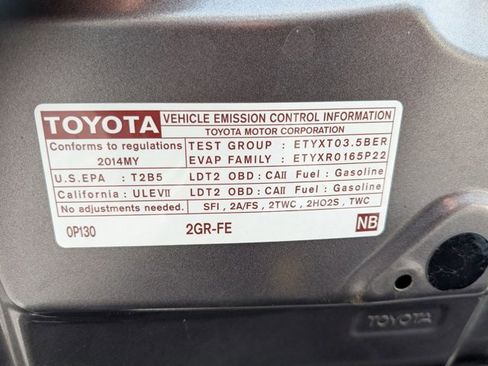 TOYOTA
VEHICLE EMISSION CONTROL INFORMATION
TOYOTA MOTOR CORPORATION
Conforms to regulations
2014MY
TEST GROUP : ETYXT03.5BER
EVAP FAMILY : ETYXR0165P22
U.S.EPA : T2B5 LDT2 OBD : CAII Fuel : Gasoline
California : ULEVII LDT2 OBD : CAII Fuel : Gasoline
No adjustments needed. SFI , 2A/FS , 2TWC , 2HO2S , TWC
0P130 2GR-FE NB
TOYOTA